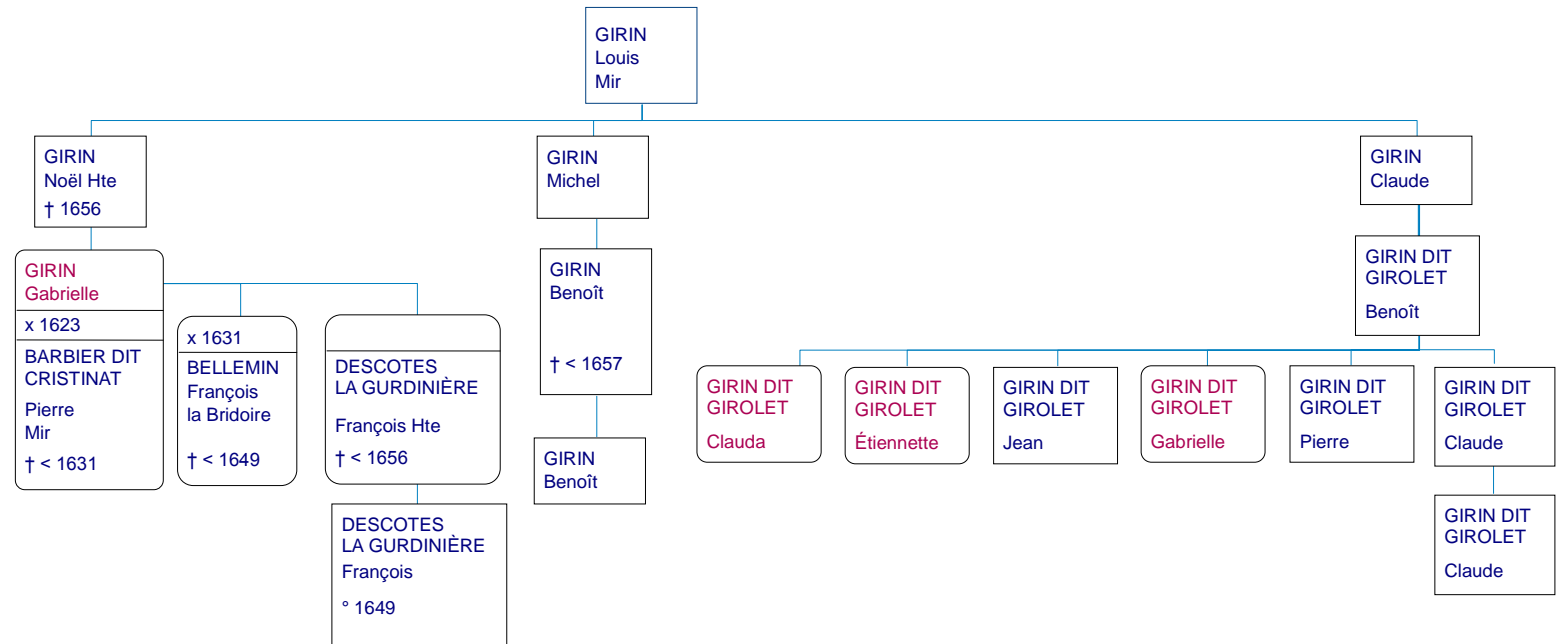 GIRIN
Louis
Mir
GIRIN
Noël Hte
† 1656
GIRIN
Michel
GIRIN
Claude
GIRIN
Gabrielle
x 1623
BARBIER DIT
CRISTINAT
Pierre
Mir
† < 1631
x 1631
BELLEMIN
François
la Bridoire
† < 1649
DESCOTES
LA GURDINIÈRE
François Hte
† < 1656
DESCOTES
LA GURDINIÈRE
François
° 1649
GIRIN
Benoît
† < 1657
GIRIN
Benoît
GIRIN DIT
GIROLET
Benoît
GIRIN DIT
GIROLET
Clauda
GIRIN DIT
GIROLET
Étiennette
GIRIN DIT
GIROLET
Jean
GIRIN DIT
GIROLET
Gabrielle
GIRIN DIT
GIROLET
Pierre
GIRIN DIT
GIROLET
Claude
GIRIN DIT
GIROLET
Claude